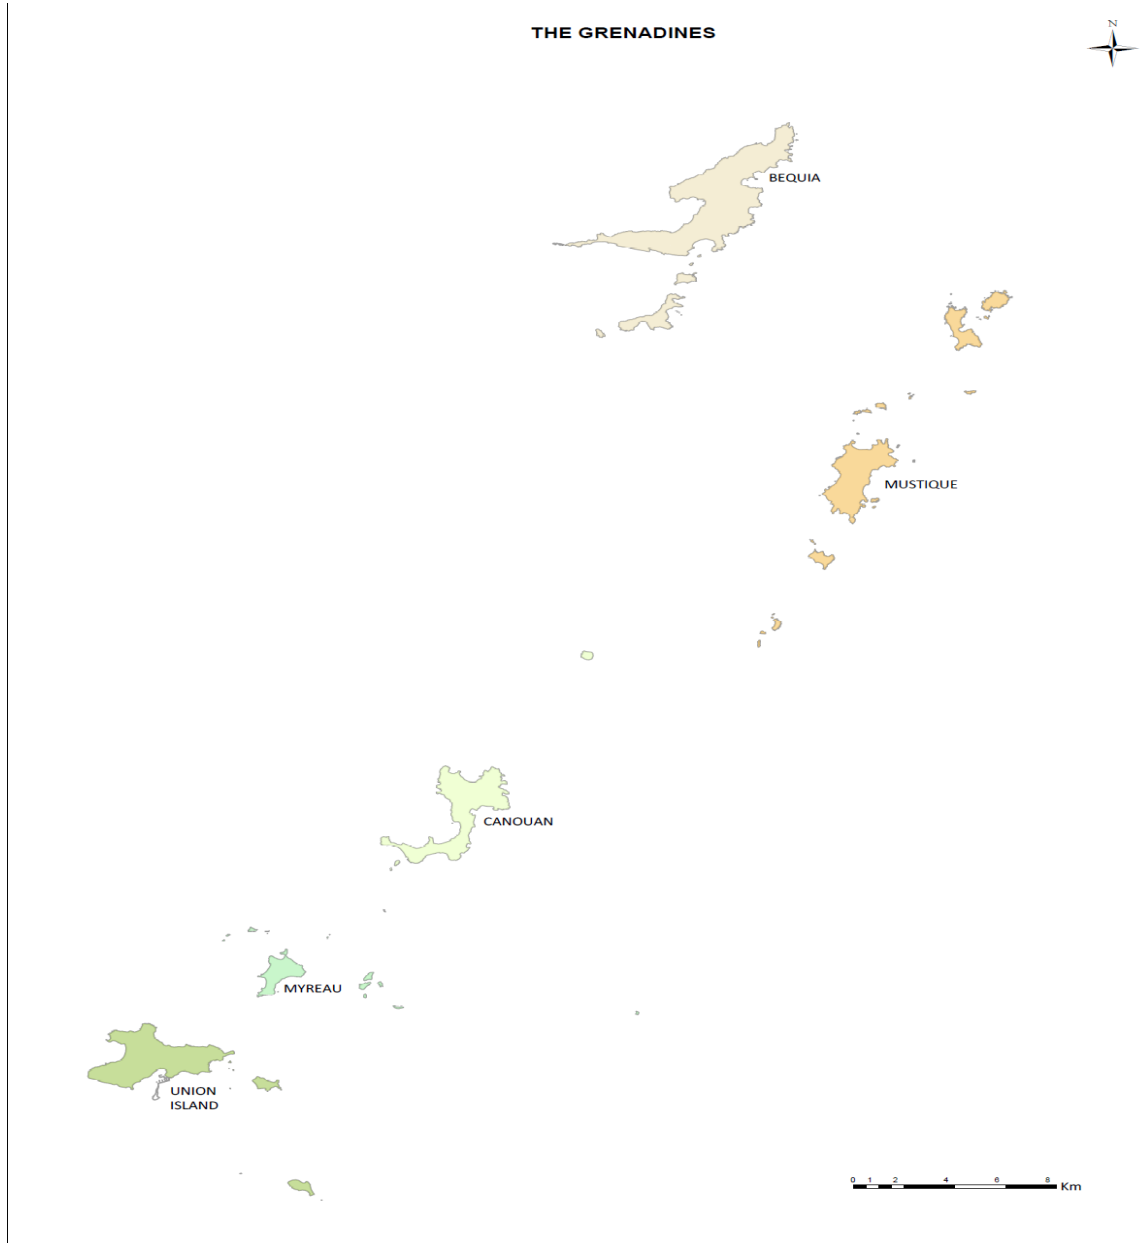 THE GRENADINES
N
BEQUIA
MUSTIQUE
CANOUAN
MYREAU
UNION
ISLAND
0 1 2 4 6 8
Km